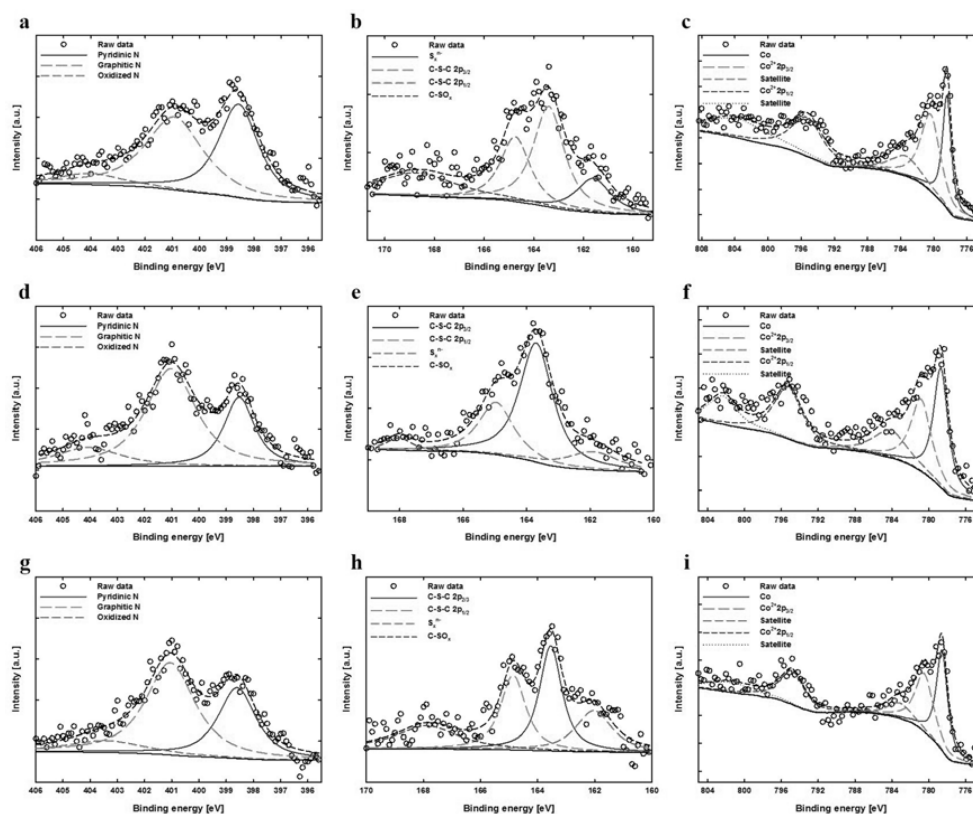 a
Raw data
Pyridinic N
Graphitic N
Oxidized N
Intensity [a.u.]
406 405 404 403 402 401 400 399 398 397 396
Binding energy [eV]
b
Raw data
Sₓⁿ⁻
C-S-C 2p₃/₂
C-S-C 2p₁/₂
C-SOₓ
Intensity [a.u.]
170 168 165 164 163 162 160
Binding energy [eV]
c
Raw data
Co
Co²⁺2p₃/₂
Satellite
Co²⁺2p₁/₂
Satellite
Intensity [a.u.]
808 804 800 796 792 788 784 780 776
Binding energy [eV]
d
Raw data
Pyridinic N
Graphitic N
Oxidized N
Intensity [a.u.]
406 405 404 403 402 401 400 399 398 397 396
Binding energy [eV]
e
Raw data
C-S-C 2p₃/₂
C-S-C 2p₁/₂
Sₓⁿ⁻
C-SOₓ
Intensity [a.u.]
168 166 165 164 163 162 160
Binding energy [eV]
f
Raw data
Co
Co²⁺2p₃/₂
Satellite
Co²⁺2p₁/₂
Satellite
Intensity [a.u.]
804 800 796 792 788 784 780 776
Binding energy [eV]
g
Raw data
Pyridinic N
Graphitic N
Oxidized N
Intensity [a.u.]
406 405 404 403 402 401 400 399 398 397 396
Binding energy [eV]
h
Raw data
C-S-C 2p₃/₂
C-S-C 2p₁/₂
Sₓⁿ⁻
C-SOₓ
Intensity [a.u.]
170 168 166 164 162 160
Binding energy [eV]
i
Raw data
Co
Co²⁺2p₃/₂
Satellite
Co²⁺2p₁/₂
Satellite
Intensity [a.u.]
804 800 796 792 788 784 780 776
Binding energy [eV]